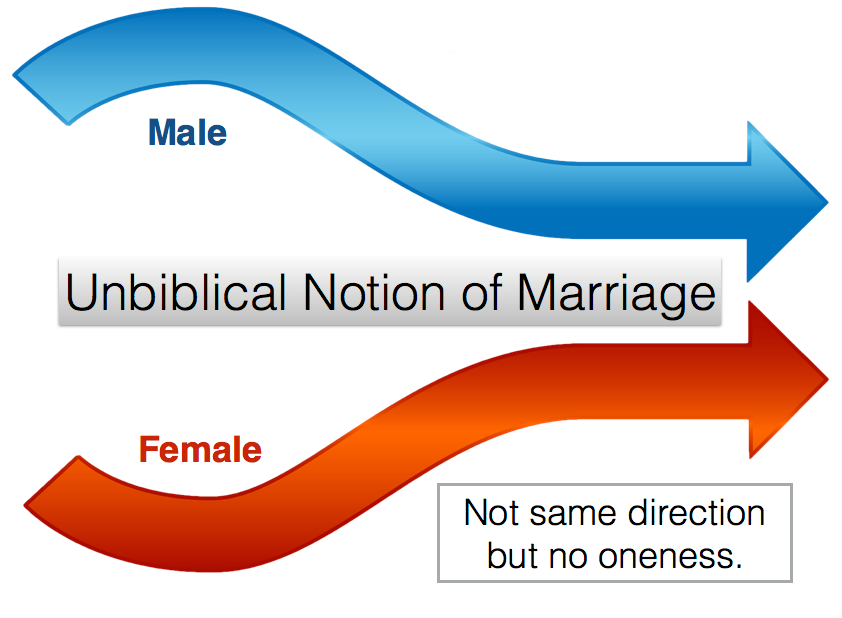 Male
Unbiblical Notion of Marriage
Female
Not same direction
but no oneness.